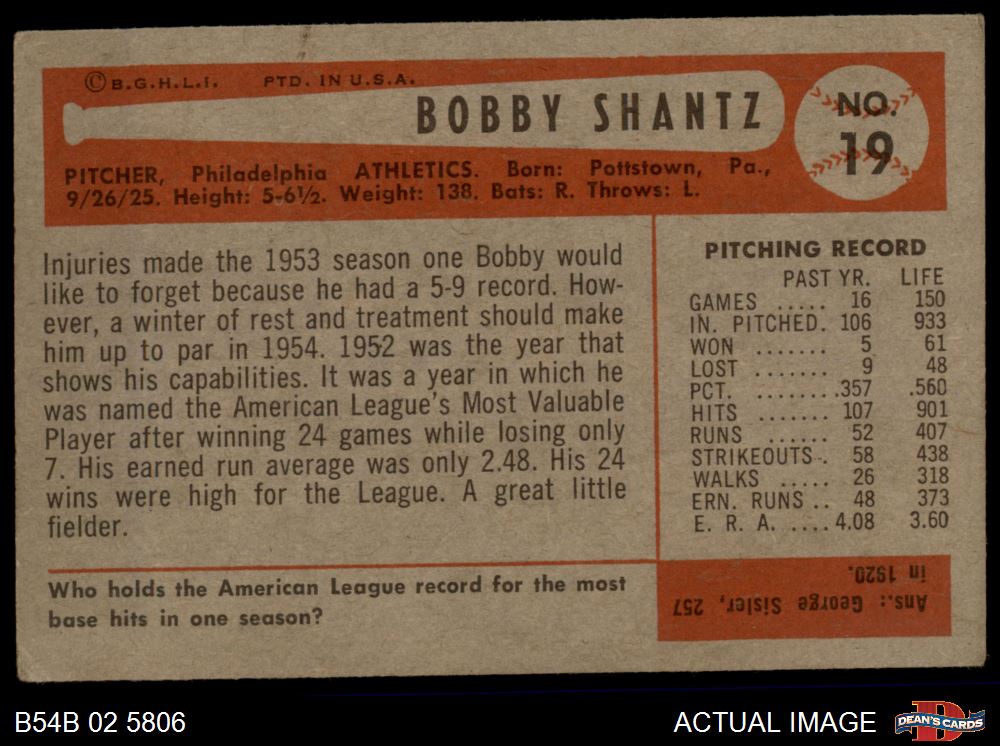 ©B.G.H.L.I. PTD. IN U.S.A.
BOBBY SHANTZ
NO.
19
PITCHER, Philadelphia ATHLETICS. Born: Pottstown, Pa.,
9/26/25. Height: 5-6½. Weight: 138. Bats: R. Throws: L.
Injuries made the 1953 season one Bobby would
like to forget because he had a 5-9 record. How-
ever, a winter of rest and treatment should make
him up to par in 1954. 1952 was the year that
shows his capabilities. It was a year in which he
was named the American League's Most Valuable
Player after winning 24 games while losing only
7. His earned run average was only 2.48. His 24
wins were high for the League. A great little
fielder.
PITCHING RECORD
PAST YR. LIFE
GAMES ..... 16 150
IN. PITCHED. 106 933
WON ....... 5 61
LOST ....... 9 48
PCT. ........ .357 .560
HITS ....... 107 901
RUNS ...... 52 407
STRIKEOUTS . 58 438
WALKS ..... 26 318
ERN. RUNS .. 48 373
E. R. A. .... 4.08 3.60
Who holds the American League record for the most
base hits in one season?
Ans.: George Sisler, 257
in 1920.
B54B 02 5806
ACTUAL IMAGE
DEAN'S CARDS